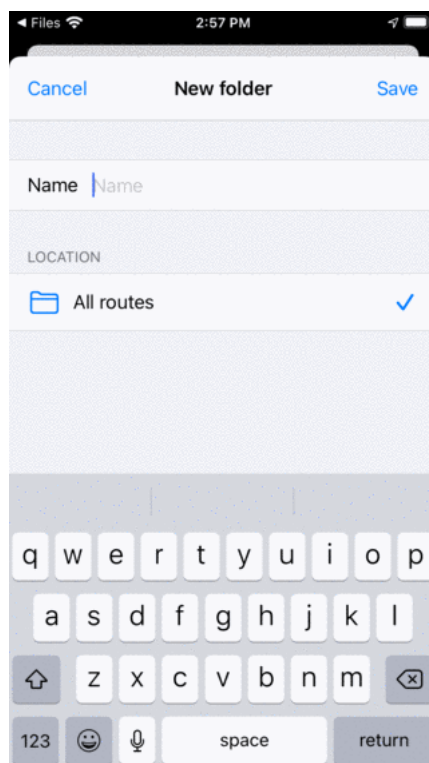 Files 2:57 PM
Cancel New folder Save
Name Name
LOCATION
All routes
q w e r t y u i o p
a s d f g h j k l
z x c v b n m
123 space return